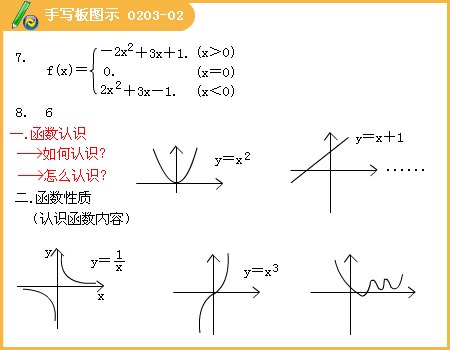 手写板图示 0203-02
7.
f(x)={
－2x²＋3x＋1. (x＞0)
0. (x＝0)
2x²＋3x－1. (x＜0)
8. 6
一.函数认识
→如何认识?
→怎么认识?
二.函数性质
(认识函数内容)
y＝x²
y＝x＋1
······
y
y＝1/x
x
y＝x³